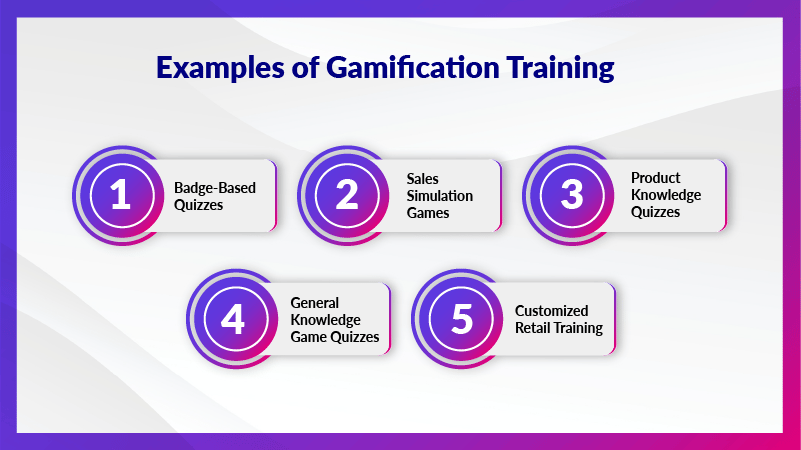 Examples of Gamification Training
1
Badge-Based
Quizzes
2
Sales
Simulation
Games
3
Product
Knowledge
Quizzes
4
General
Knowledge
Game Quizzes
5
Customized
Retail Training